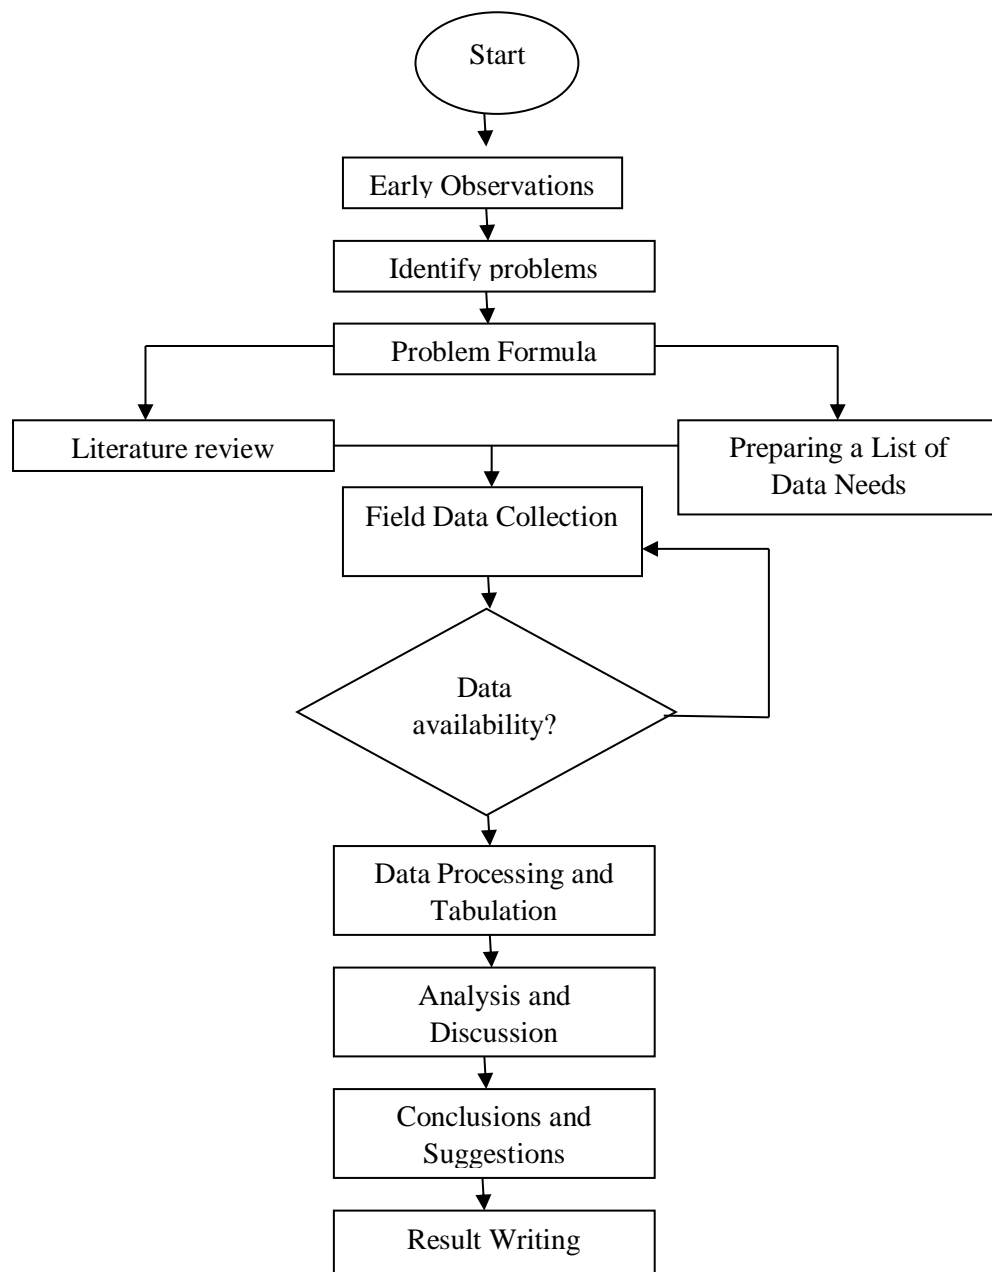 Start
Early Observations
Identify problems
Problem Formula
Literature review
Preparing a List of
Data Needs
Field Data Collection
Data
availability?
Data Processing and
Tabulation
Analysis and
Discussion
Conclusions and
Suggestions
Result Writing